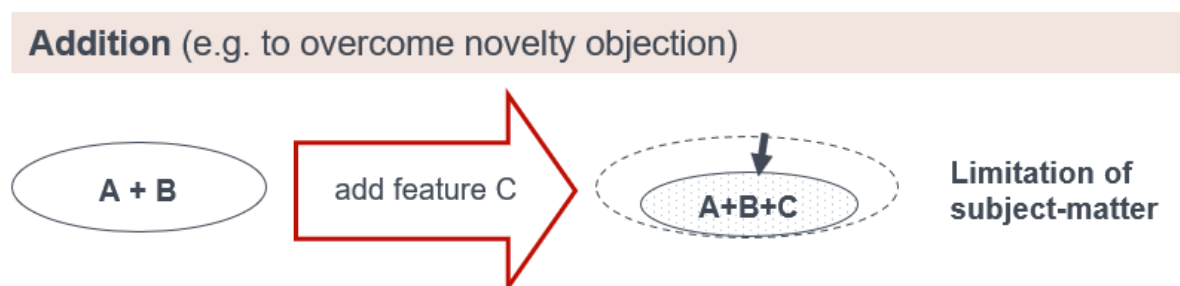 Addition (e.g. to overcome novelty objection)
A + B
add feature C
A+B+C
Limitation of
subject-matter